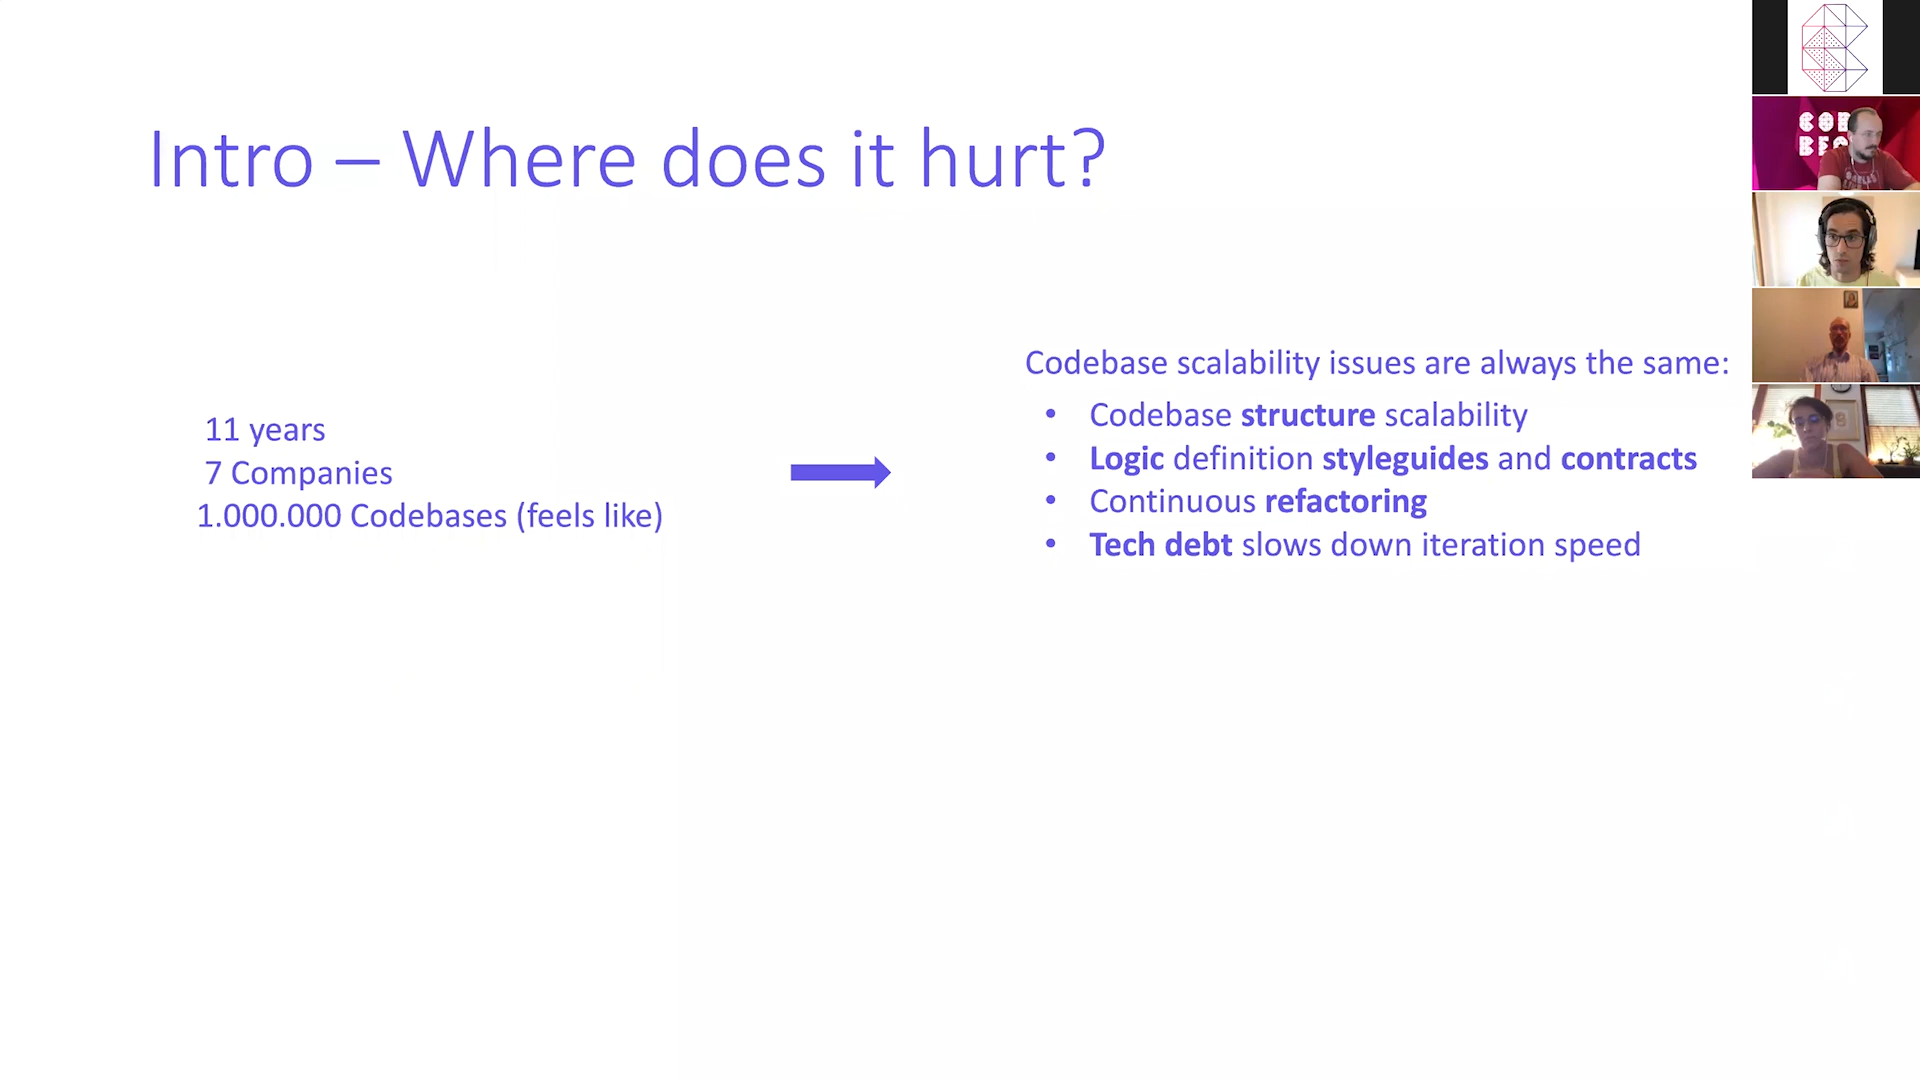 Intro – Where does it hurt?
11 years
7 Companies
1.000.000 Codebases (feels like)
Codebase scalability issues are always the same:
• Codebase structure scalability
• Logic definition styleguides and contracts
• Continuous refactoring
• Tech debt slows down iteration speed